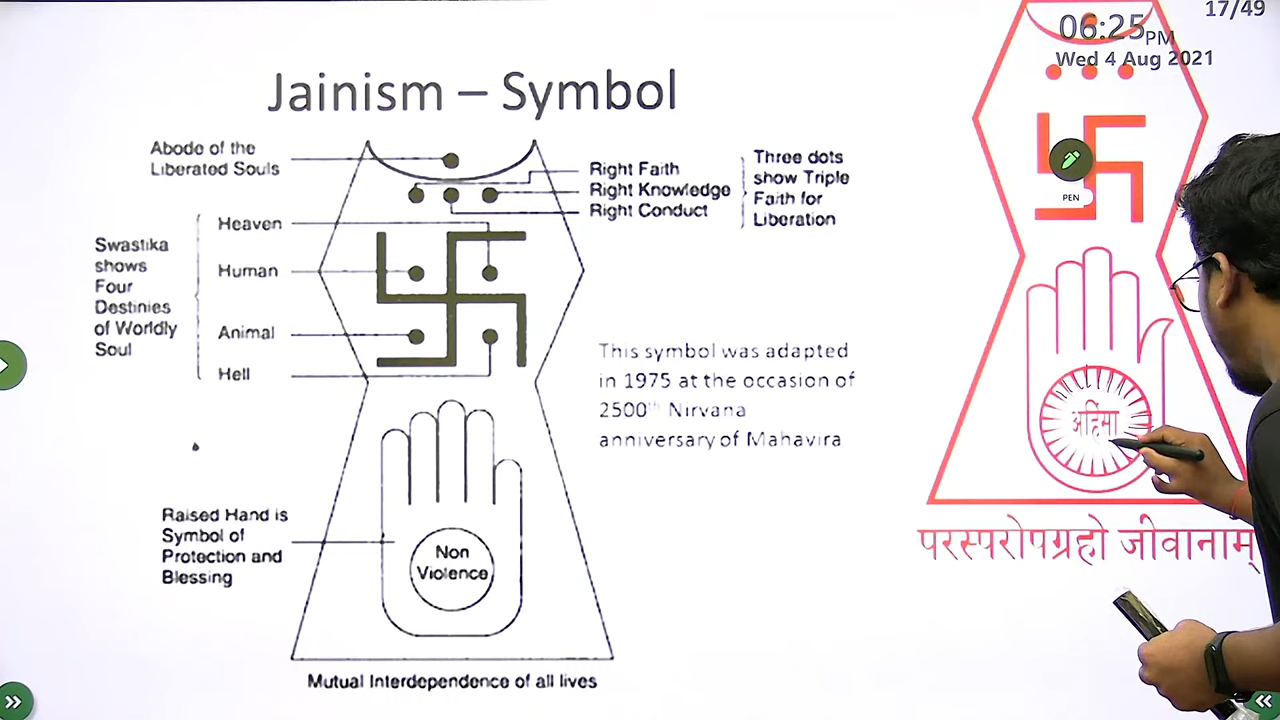 17/49
06:25 PM
Wed 4 Aug 2021
Jainism – Symbol
Abode of the
Liberated Souls
Right Faith
Right Knowledge
Right Conduct
Three dots
show Triple
Faith for
Liberation
Swastika
shows
Four
Destinies
of Worldly
Soul
Heaven
Human
Animal
Hell
This symbol was adapted
in 1975 at the occasion of
2500th Nirvana
anniversary of Mahavira
Raised Hand is
Symbol of
Protection and
Blessing
Non
Violence
Mutual Interdependence of all lives
PEN
अहिंसा
परस्परोपग्रहो जीवानाम्